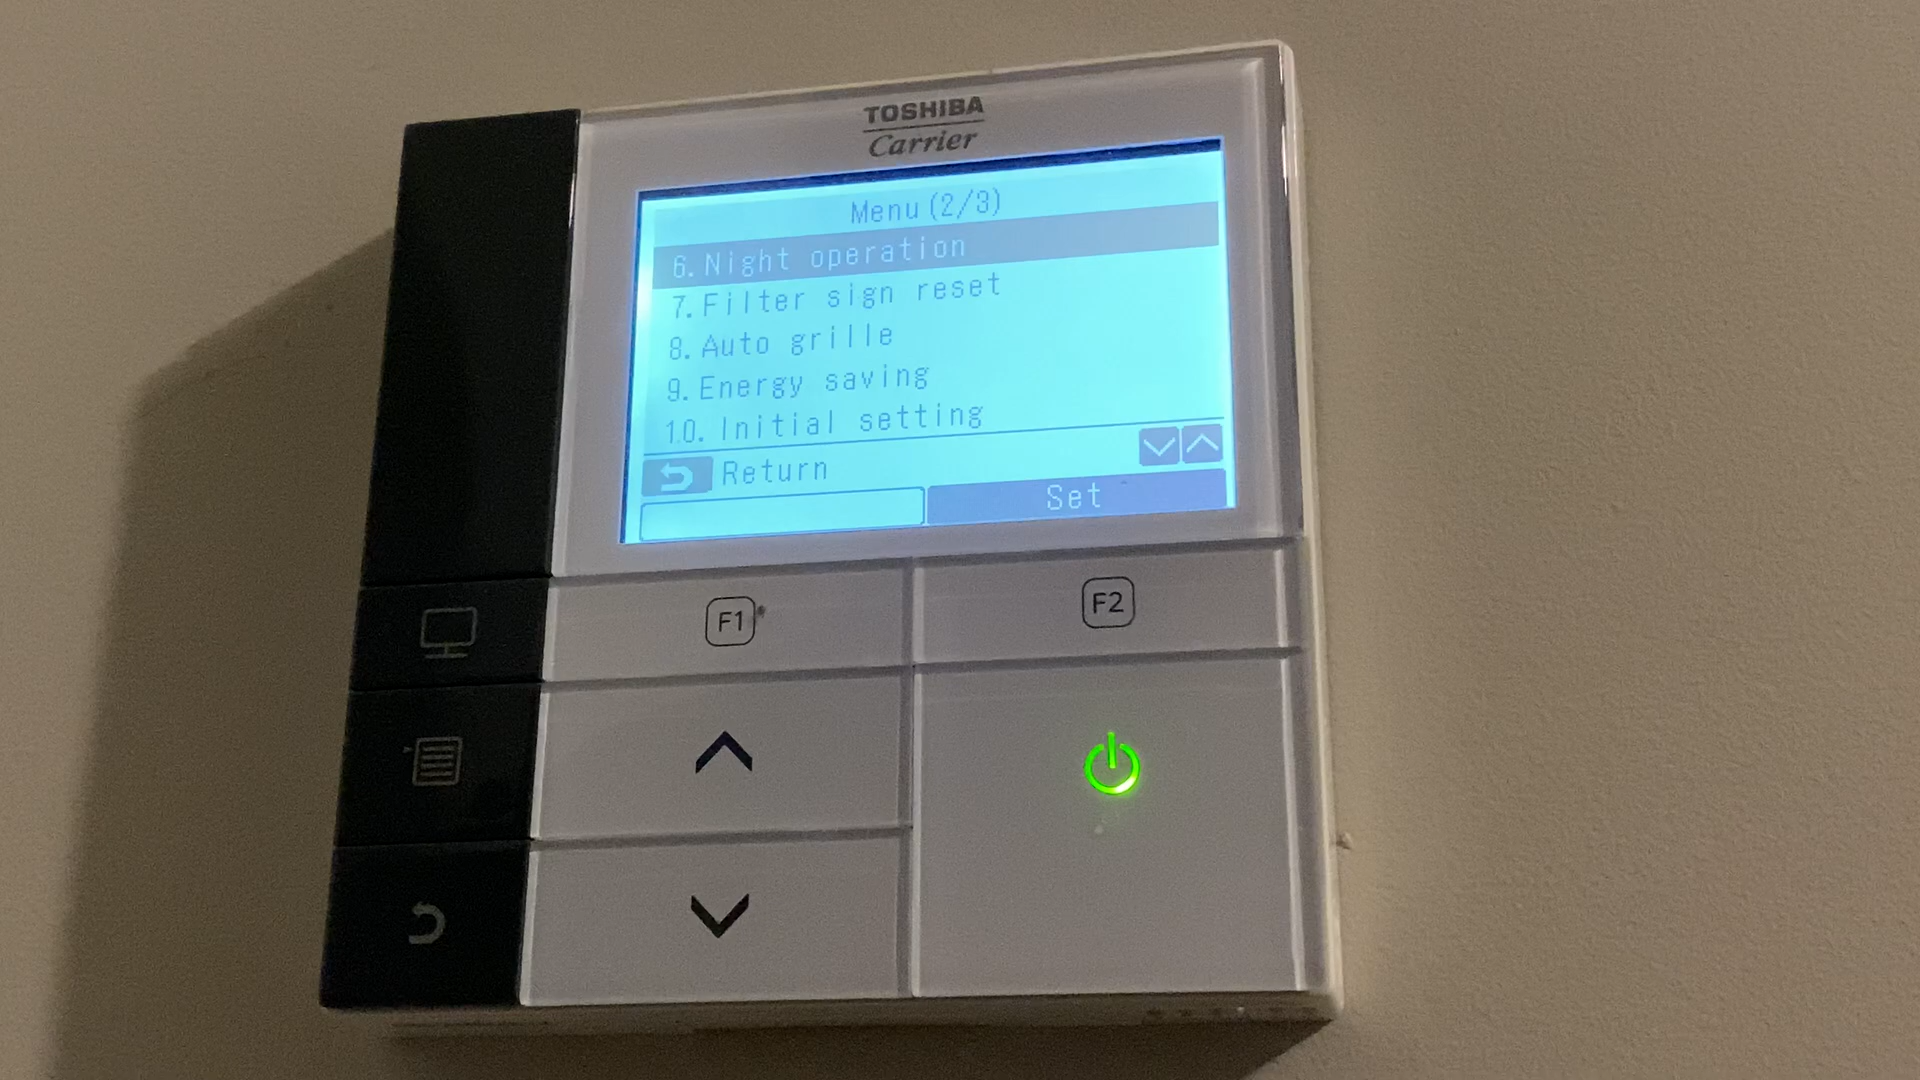 TOSHIBA
Carrier
Menu (2/3)
6. Night operation
7. Filter sign reset
8. Auto grille
9. Energy saving
10. Initial setting
Return
Set
F1
F2